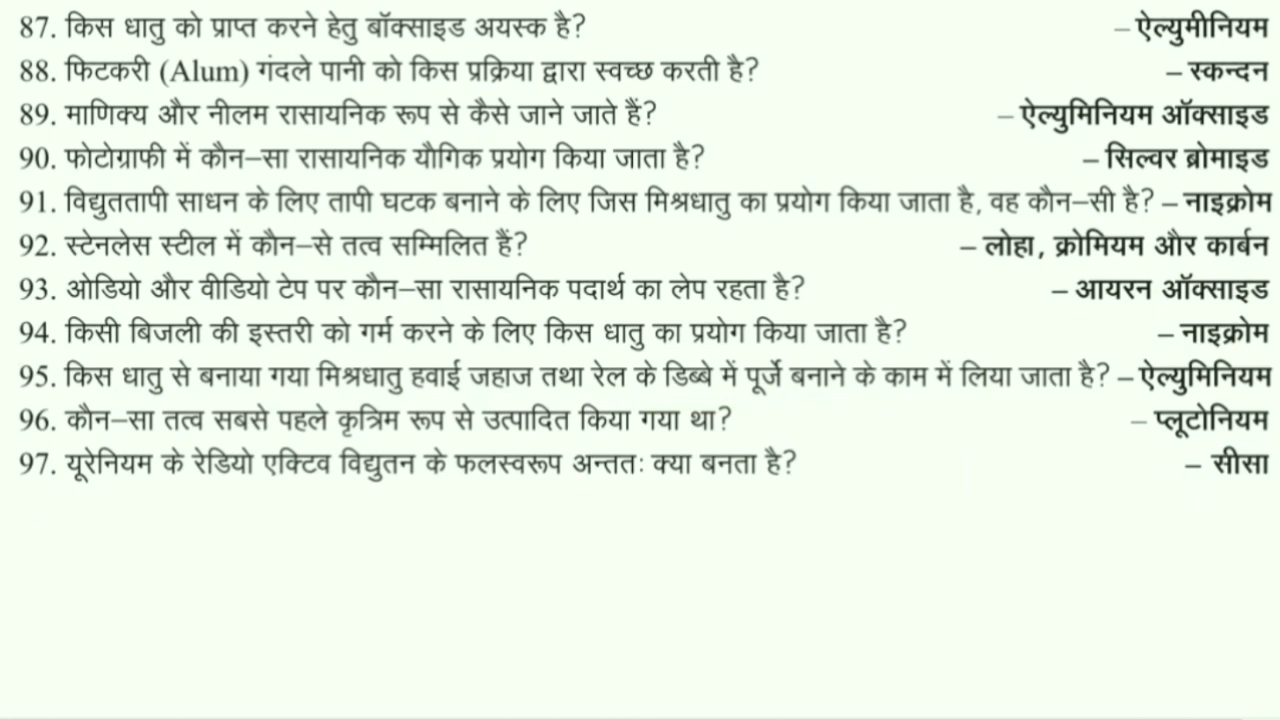 87. किस धातु को प्राप्त करने हेतु बॉक्साइड अयस्क है? – ऐल्युमीनियम
88. फिटकरी (Alum) गंदले पानी को किस प्रक्रिया द्वारा स्वच्छ करती है? – स्कन्दन
89. माणिक्य और नीलम रासायनिक रूप से कैसे जाने जाते हैं? – ऐल्युमिनियम ऑक्साइड
90. फोटोग्राफी में कौन–सा रासायनिक यौगिक प्रयोग किया जाता है? – सिल्वर ब्रोमाइड
91. विद्युततापी साधन के लिए तापी घटक बनाने के लिए जिस मिश्रधातु का प्रयोग किया जाता है, वह कौन–सी है? – नाइक्रोम
92. स्टेनलेस स्टील में कौन–से तत्व सम्मिलित हैं? – लोहा, क्रोमियम और कार्बन
93. ओडियो और वीडियो टेप पर कौन–सा रासायनिक पदार्थ का लेप रहता है? – आयरन ऑक्साइड
94. किसी बिजली की इस्तरी को गर्म करने के लिए किस धातु का प्रयोग किया जाता है? – नाइक्रोम
95. किस धातु से बनाया गया मिश्रधातु हवाई जहाज तथा रेल के डिब्बे में पूर्जे बनाने के काम में लिया जाता है? – ऐल्युमिनियम
96. कौन–सा तत्व सबसे पहले कृत्रिम रूप से उत्पादित किया गया था? – प्लूटोनियम
97. यूरेनियम के रेडियो एक्टिव विद्युतन के फलस्वरूप अन्ततः क्या बनता है? – सीसा